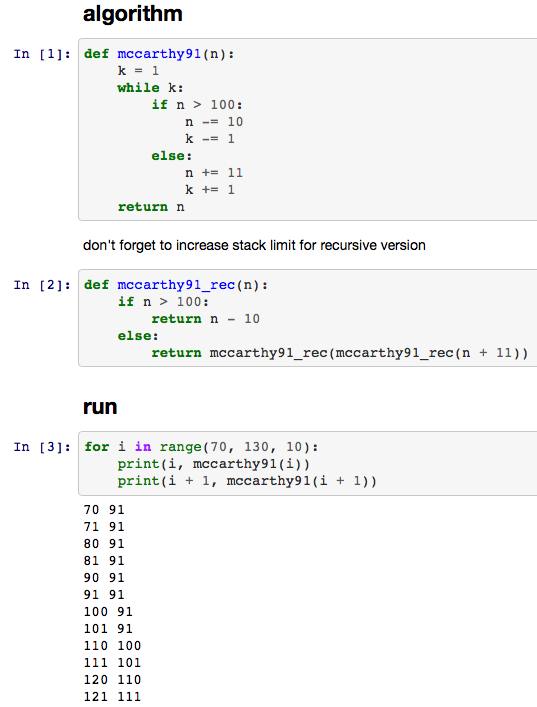 algorithm
In [1]: def mccarthy91(n):
    k = 1
    while k:
        if n > 100:
            n -= 10
            k -= 1
        else:
            n += 11
            k += 1
    return n
don't forget to increase stack limit for recursive version
In [2]: def mccarthy91_rec(n):
    if n > 100:
        return n - 10
    else:
        return mccarthy91_rec(mccarthy91_rec(n + 11))
run
In [3]: for i in range(70, 130, 10):
    print(i, mccarthy91(i))
    print(i + 1, mccarthy91(i + 1))
70 91
71 91
80 91
81 91
90 91
91 91
100 91
101 91
110 100
111 101
120 110
121 111